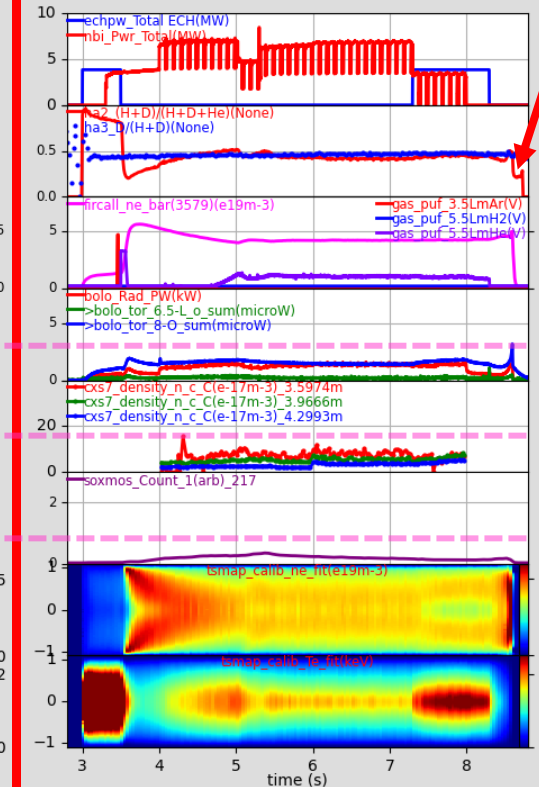 10
echpw_Total ECH(MW)
nbi_Pwr_Total(MW)
5
0
ha2_(H+D)/(H+D+He)(None)
ha3_D/(H+D)(None)
0.5
0.0
fircall_ne_bar(3579)(e19m-3)
gas_puf_3.5LmAr(V)
gas_puf_5.5LmH2(V)
gas_puf_5.5LmHe(V)
5
0
bolo_Rad_PW(kW)
>bolo_tor_6.5-L_o_sum(microW)
>bolo_tor_8-O_sum(microW)
5
0
cxs7_density_n_c_C(e-17m-3)_3.5974m
cxs7_density_n_c_C(e-17m-3)_3.9666m
cxs7_density_n_c_C(e-17m-3)_4.2993m
20
0
soxmos_Count_1(arb)_217
2
0
1
tsmap_calib_ne_fit(e19m-3)
0
−1
1
tsmap_calib_Te_fit(keV)
0
−1
3 4 5 6 7 8
time (s)